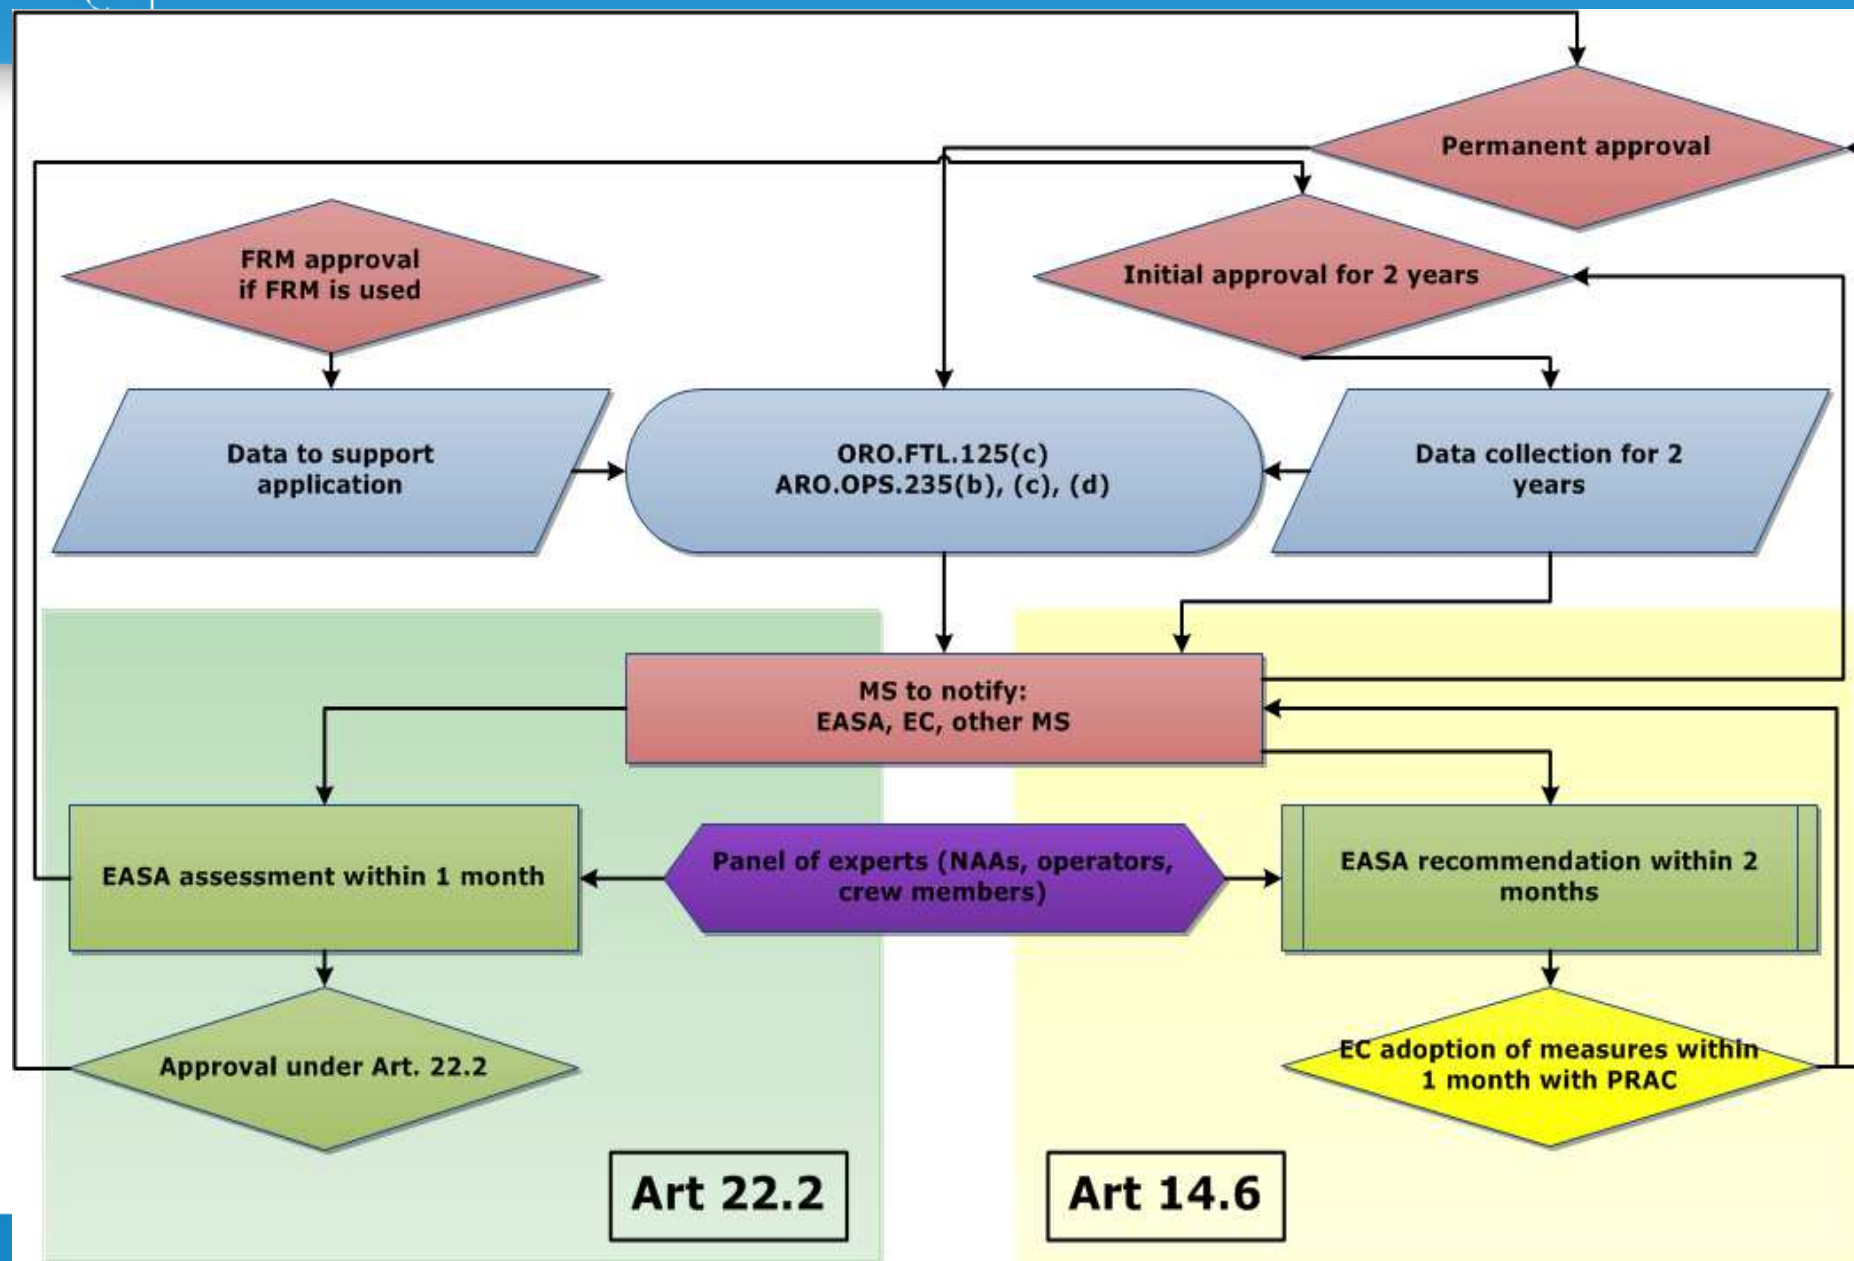 Permanent approval
FRM approval
if FRM is used
Initial approval for 2 years
Data to support
application
ORO.FTL.125(c)
ARO.OPS.235(b), (c), (d)
Data collection for 2
years
MS to notify:
EASA, EC, other MS
EASA assessment within 1 month
Panel of experts (NAAs, operators,
crew members)
EASA recommendation within 2
months
Approval under Art. 22.2
EC adoption of measures within
1 month with PRAC
Art 22.2
Art 14.6